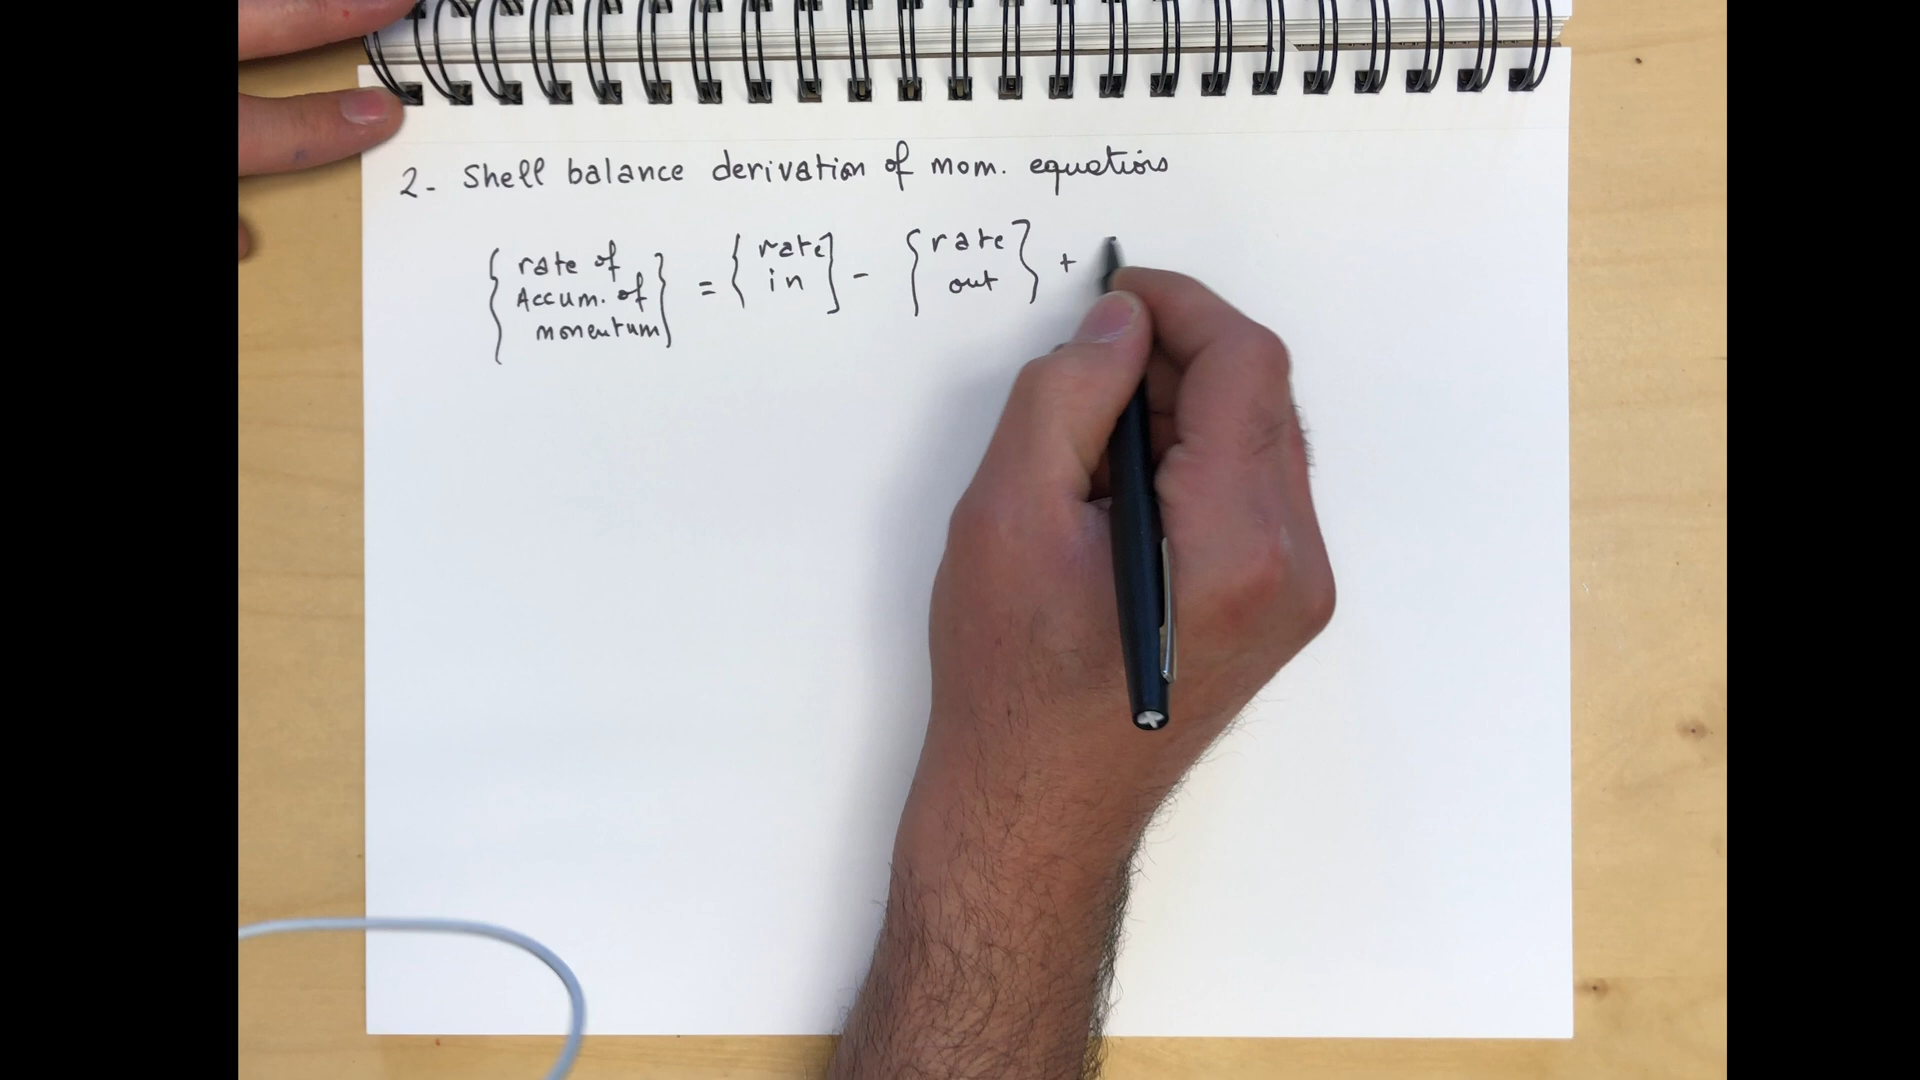 2- Shell balance derivation of mom. equations
{ rate of Accum. of momentum } = { rate in } - { rate out } +